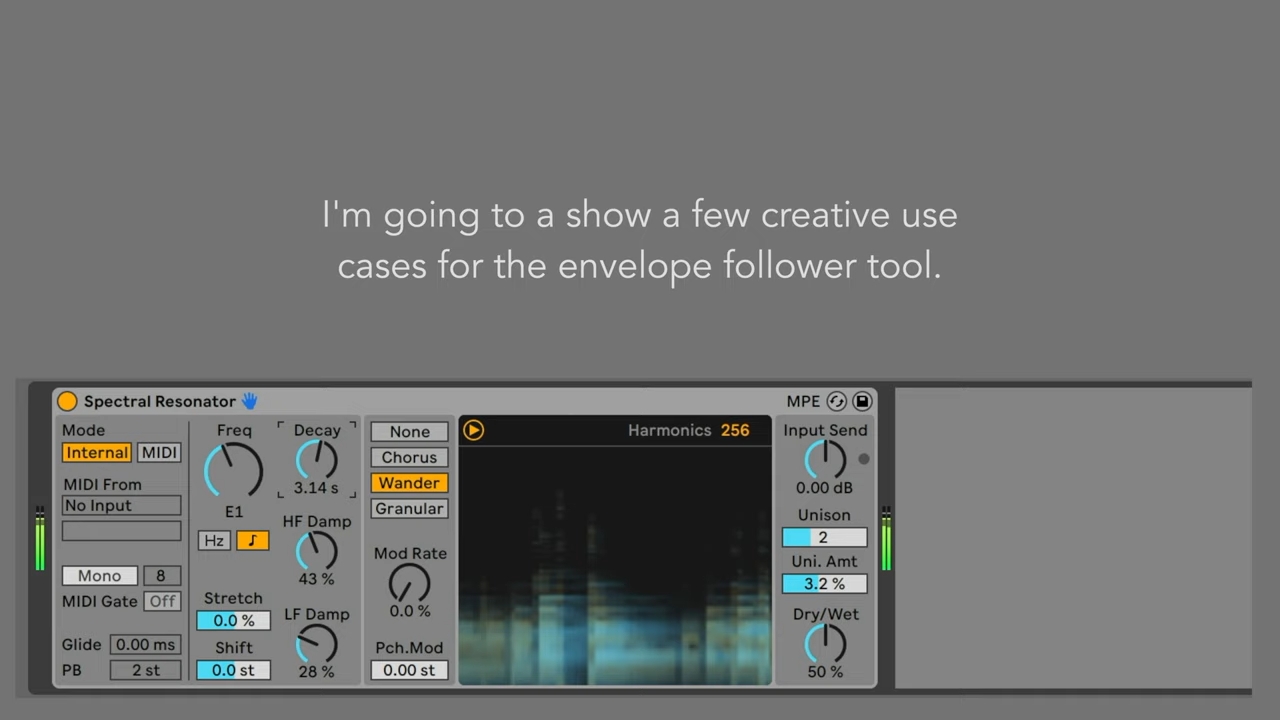 I'm going to a show a few creative use
cases for the envelope follower tool.
Spectral Resonator
MPE
Mode
Internal MIDI
MIDI From
No Input
Mono 8
MIDI Gate Off
Glide 0.00 ms
PB 2 st
Freq
E1
Hz
Stretch
0.0 %
Shift
0.0 st
Decay
3.14 s
HF Damp
43 %
LF Damp
28 %
None
Chorus
Wander
Granular
Mod Rate
0.0 %
Pch.Mod
0.00 st
Harmonics 256
Input Send
0.00 dB
Unison
2
Uni. Amt
3.2 %
Dry/Wet
50 %